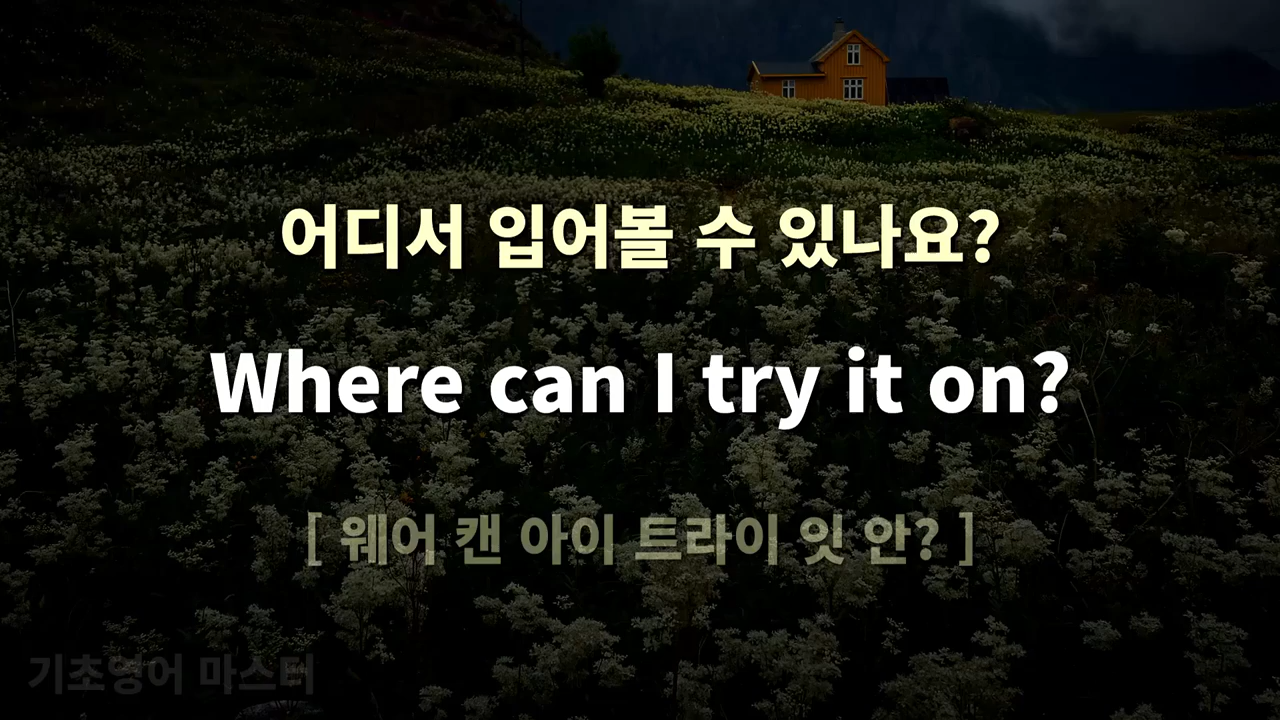 어디서 입어볼 수 있나요?
Where can I try it on?
[ 웨어 캔 아이 트라이 잇 안? ]
기초영어 마스터